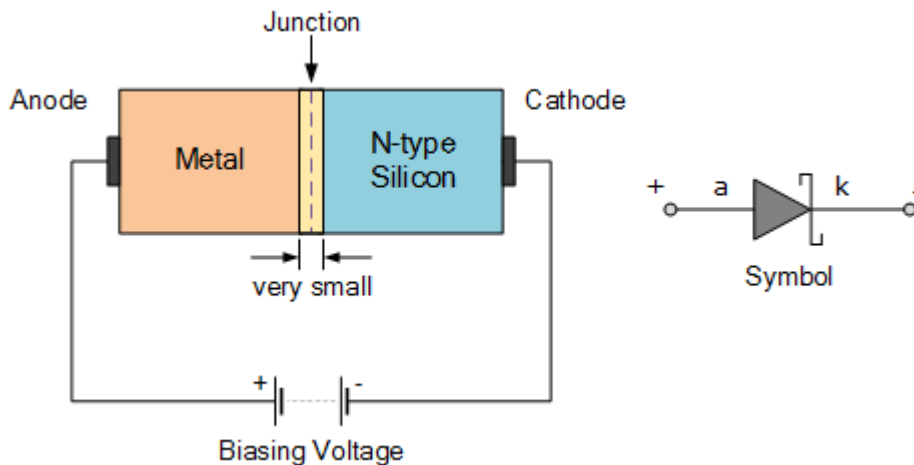 Junction
Anode
Cathode
Metal
N-type
Silicon
very small
+ -
Biasing Voltage
+ a k -
Symbol